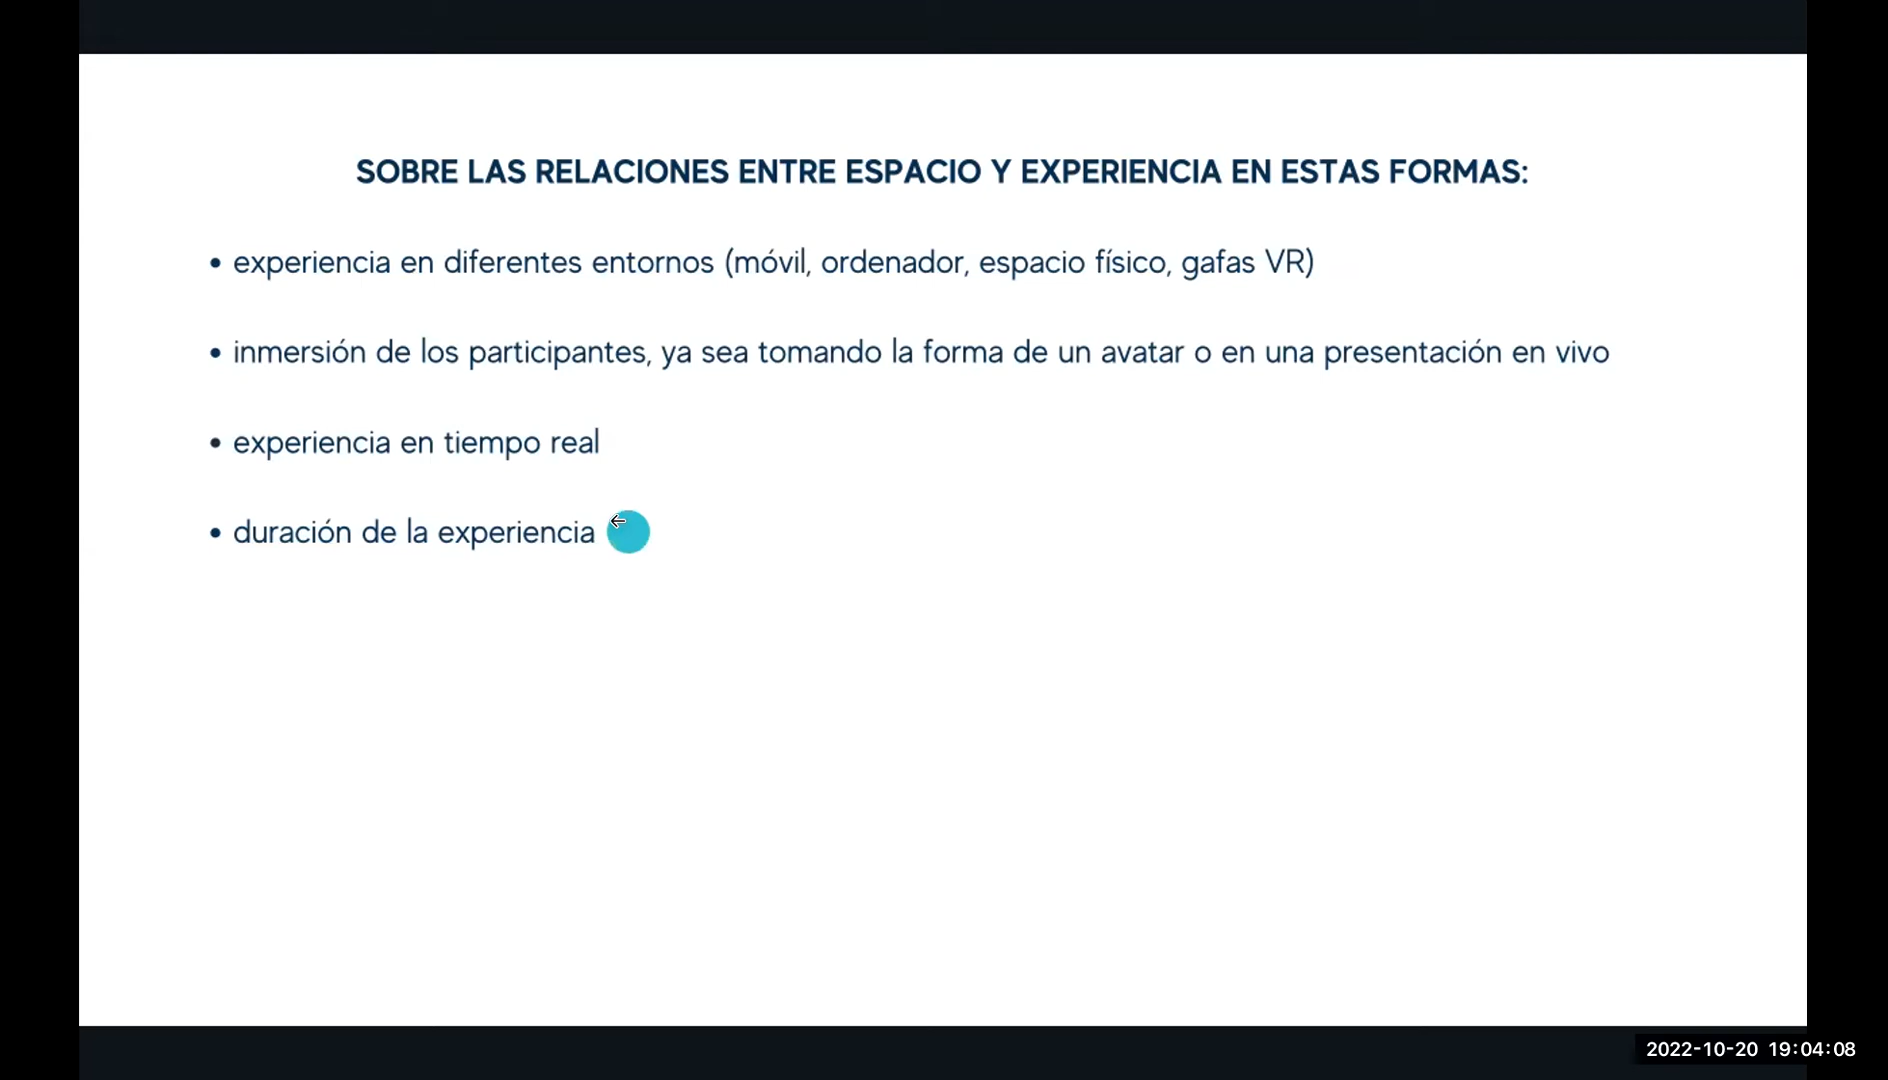 SOBRE LAS RELACIONES ENTRE ESPACIO Y EXPERIENCIA EN ESTAS FORMAS:
• experiencia en diferentes entornos (móvil, ordenador, espacio físico, gafas VR)
• inmersión de los participantes, ya sea tomando la forma de un avatar o en una presentación en vivo
• experiencia en tiempo real
• duración de la experiencia
2022-10-20 19:04:08